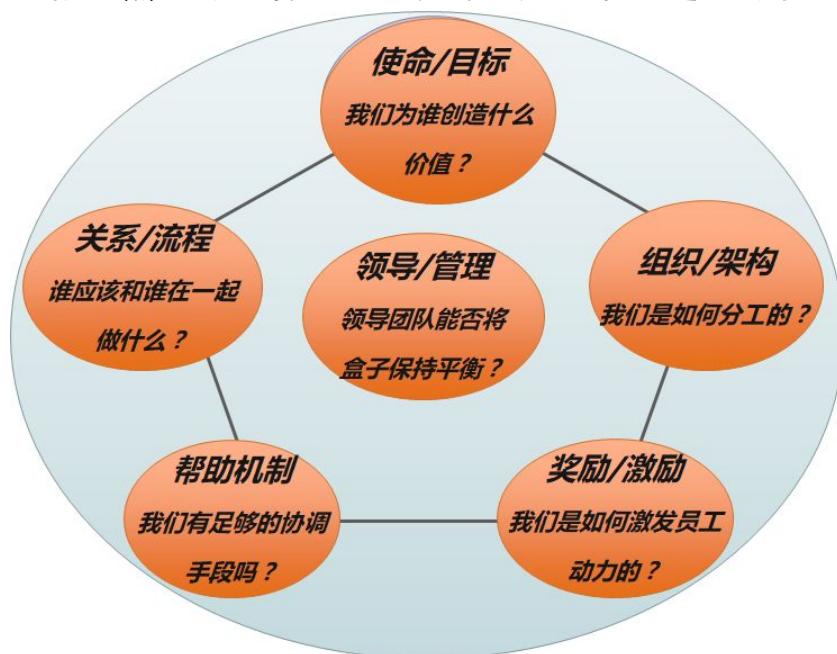 使命/目标
我们为谁创造什么
价值？
关系/流程
谁应该和谁在一起
做什么？
领导/管理
领导团队能否将
盒子保持平衡？
组织/架构
我们是如何分工的？
帮助机制
我们有足够的协调
手段吗？
奖励/激励
我们是如何激发员工
动力的？